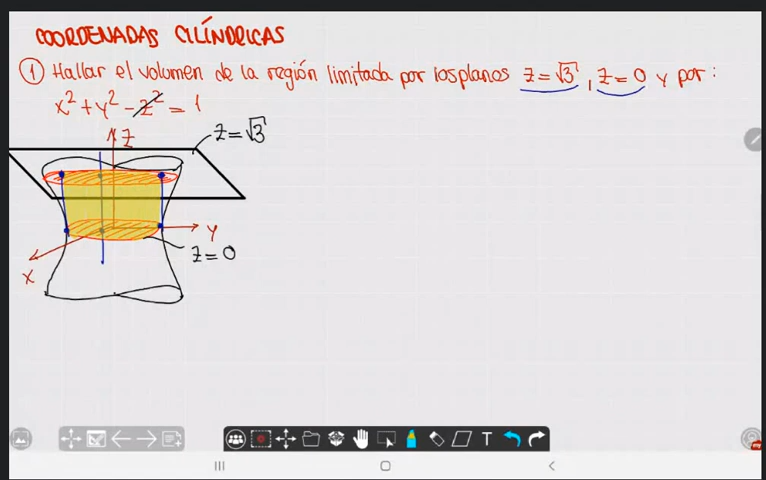 COORDENADAS CILÍNDRICAS
① Hallar el volumen de la región limitada por los planos z=√3, z=0 y por:
x²+y²-z²=1
z
z=√3
y
z=0
x
T